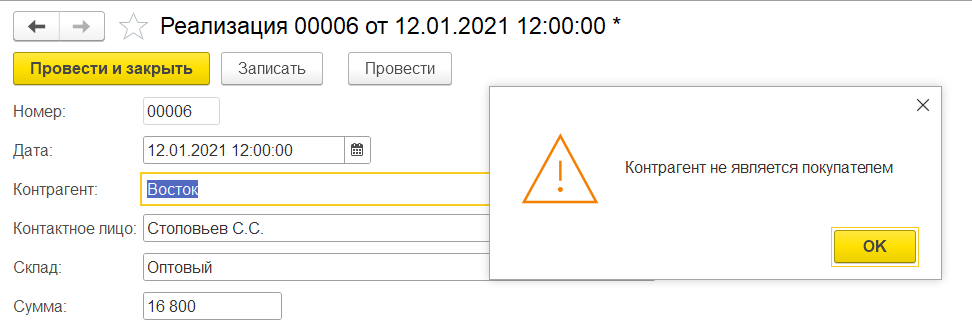 Реализация 00006 от 12.01.2021 12:00:00 *
Провести и закрыть Записать Провести
Номер: 00006
Дата: 12.01.2021 12:00:00
Контрагент: Восток
Контактное лицо: Столовьев С.С.
Склад: Оптовый
Сумма: 16 800
Контрагент не является покупателем
OK